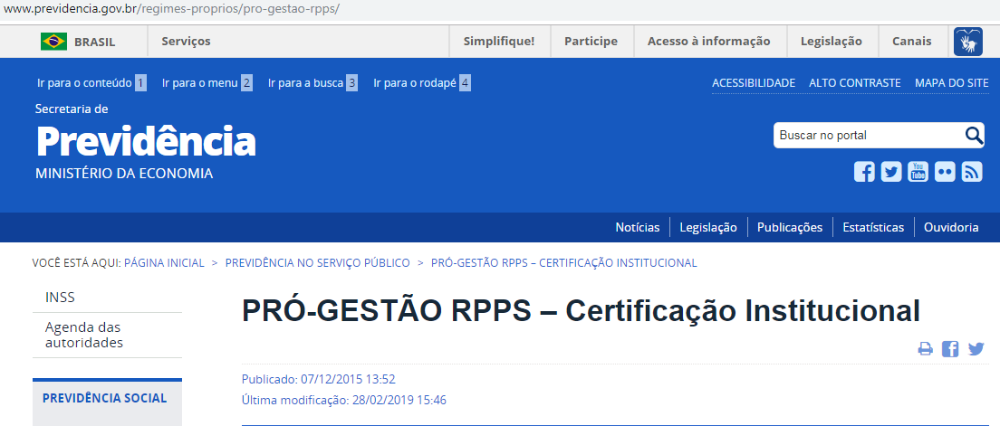 www.previdencia.gov.br/regimes-proprios/pro-gestao-rpps/
BRASIL Serviços Simplifique! Participe Acesso à informação Legislação Canais
Ir para o conteúdo 1 Ir para o menu 2 Ir para a busca 3 Ir para o rodapé 4 ACESSIBILIDADE ALTO CONTRASTE MAPA DO SITE
Secretaria de
Previdência
MINISTÉRIO DA ECONOMIA
Buscar no portal
You
Tube
Notícias Legislação Publicações Estatísticas Ouvidoria
VOCÊ ESTÁ AQUI: PÁGINA INICIAL > PREVIDÊNCIA NO SERVIÇO PÚBLICO > PRÓ-GESTÃO RPPS – CERTIFICAÇÃO INSTITUCIONAL
INSS
Agenda das
autoridades
PREVIDÊNCIA SOCIAL
PRÓ-GESTÃO RPPS – Certificação Institucional
Publicado: 07/12/2015 13:52
Última modificação: 28/02/2019 15:46